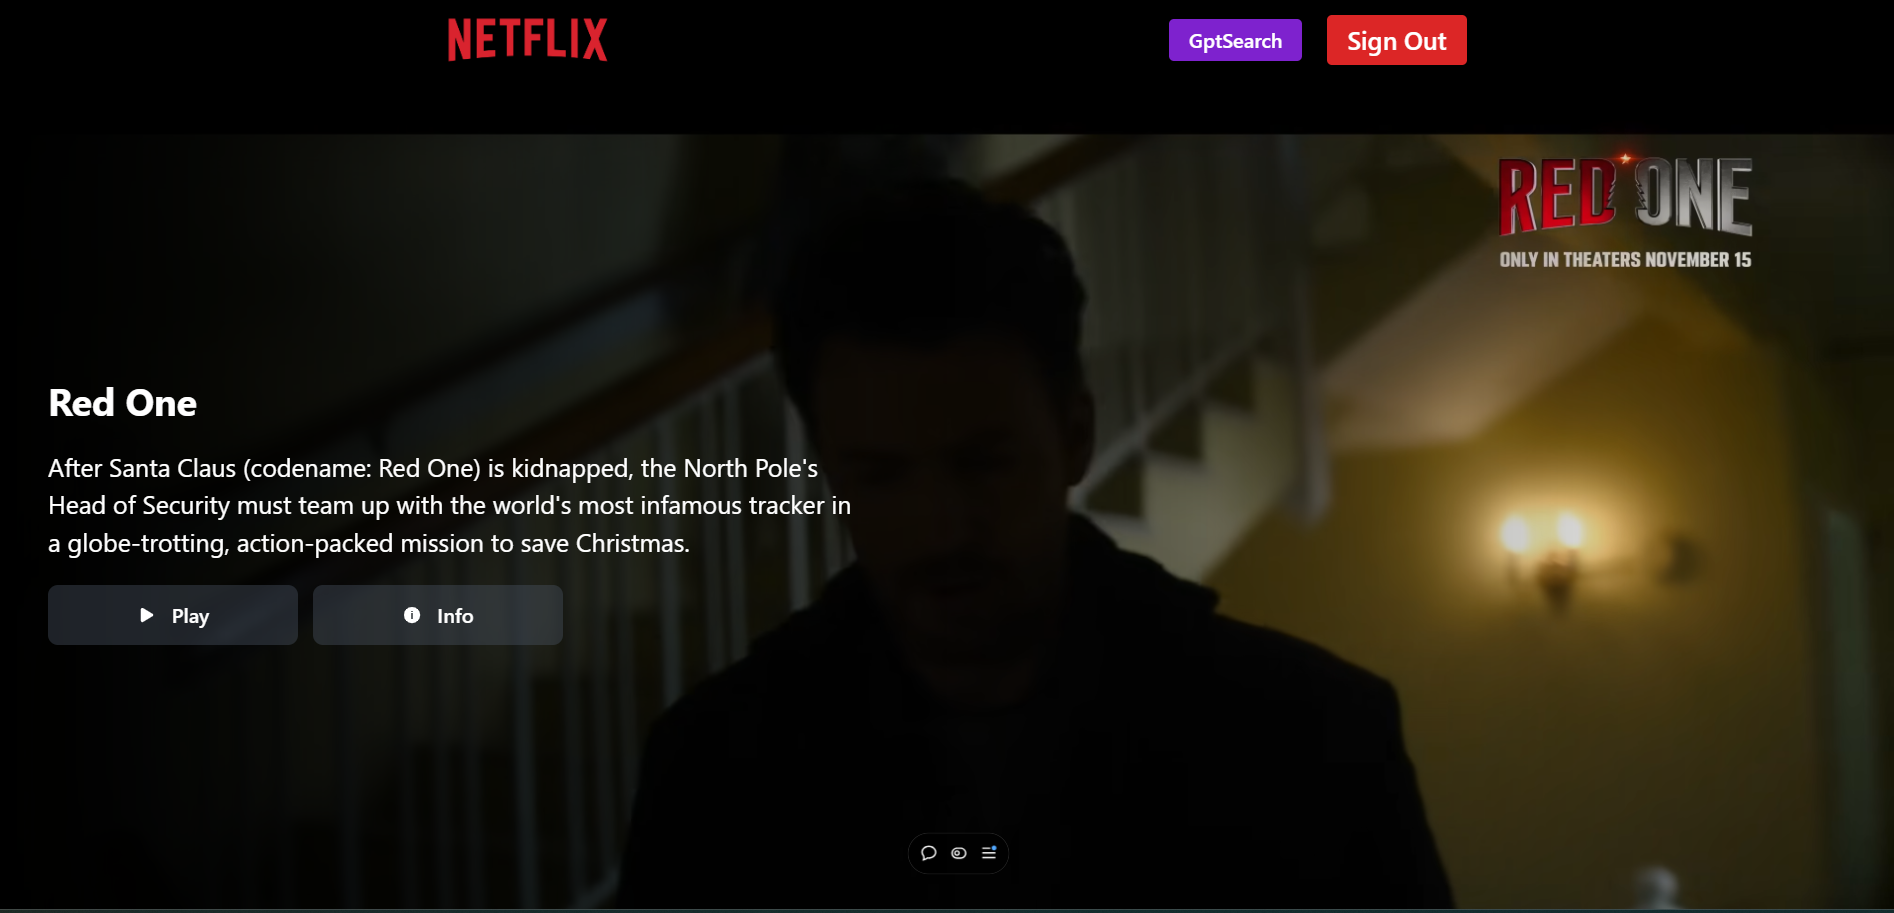 NETFLIX
GptSearch
Sign Out
RED ONE
ONLY IN THEATERS NOVEMBER 15
Red One
After Santa Claus (codename: Red One) is kidnapped, the North Pole's
Head of Security must team up with the world's most infamous tracker in
a globe-trotting, action-packed mission to save Christmas.
Play
Info